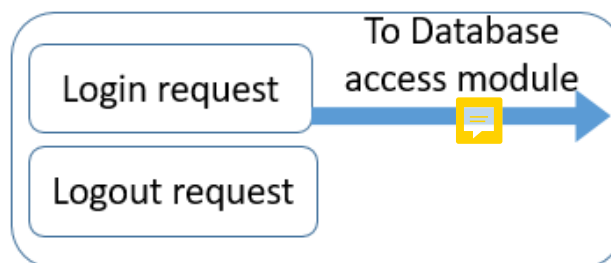 To Database
access module
Login request
Logout request